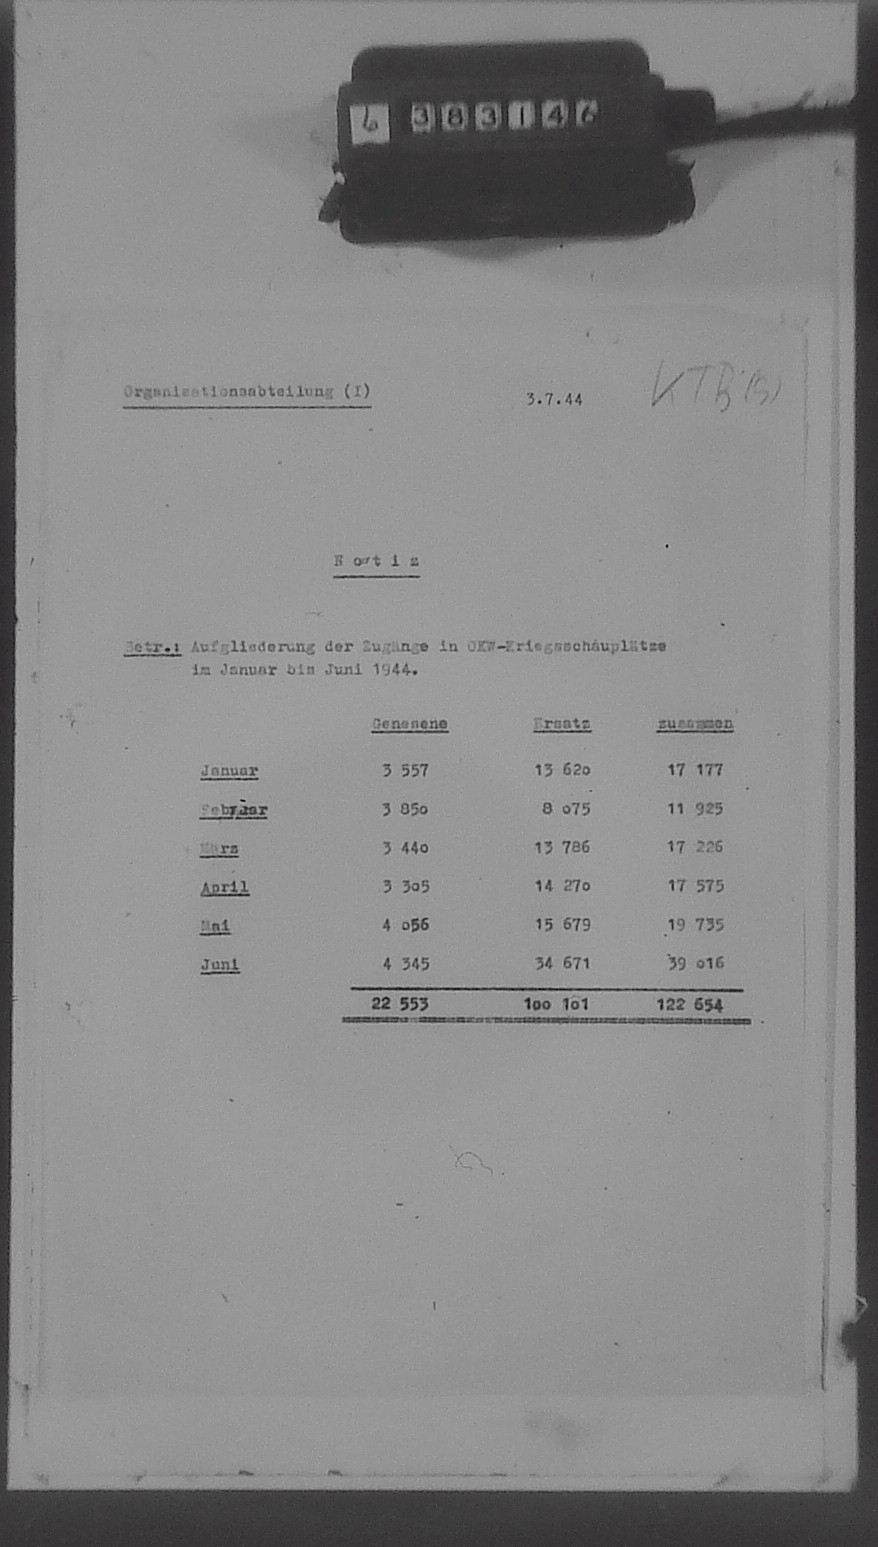 6 383146
Organisationsabteilung (I) 3.7.44 KTB (B)
N o t i z
Betr.: Aufgliederung der Zugänge in OKW-Kriegsschauplätze
im Januar bis Juni 1944.
Genesene Ersatz zusammen
Januar 3 557 13 620 17 177
Februar 3 850 8 075 11 925
März 3 440 13 786 17 226
April 3 305 14 270 17 575
Mai 4 056 15 679 19 735
Juni 4 345 34 671 39 016
22 553 100 101 122 654